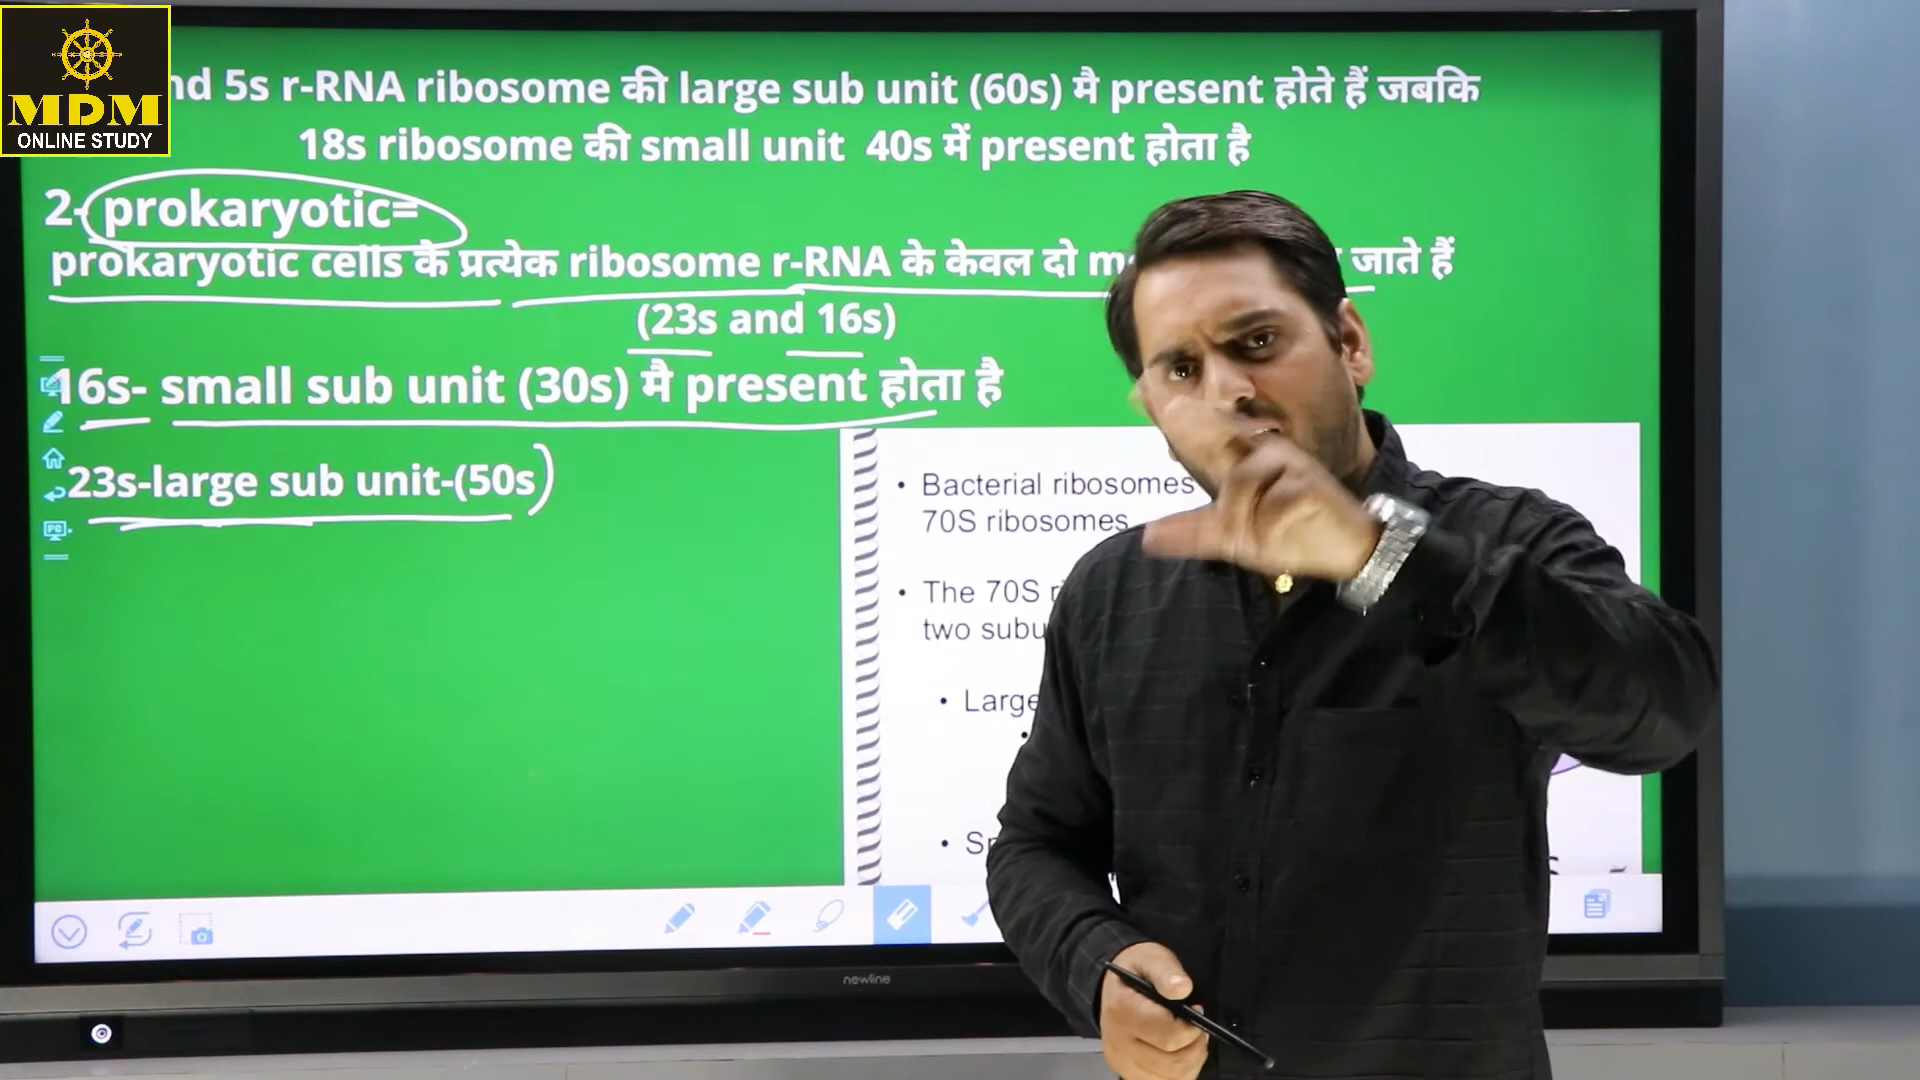 MDM
ONLINE STUDY
nd 5s r-RNA ribosome की large sub unit (60s) मै present होते हैं जबकि
18s ribosome की small unit 40s में present होता है
2- prokaryotic=
prokaryotic cells के प्रत्येक ribosome r-RNA के केवल दो जाते हैं
(23s and 16s)
16s- small sub unit (30s) मै present होता है
23s-large sub unit-(50s)
• Bacterial ribosomes
70S ribosomes
• The 70S
two
• Large
newline